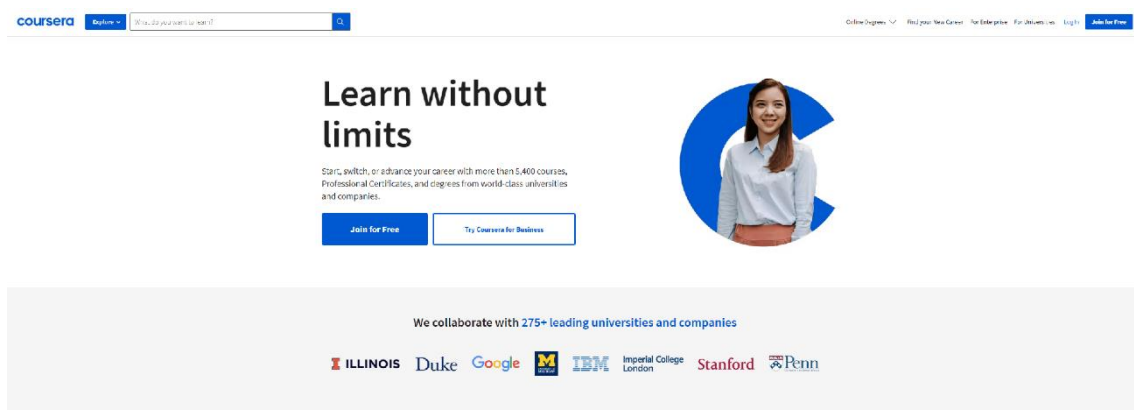 coursera
Explore
What do you want to learn?
Online Degrees
Find your New Career
For Enterprise
For Universities
Log In
Join for Free
Learn without
limits
Start, switch, or advance your career with more than 5,400 courses,
Professional Certificates, and degrees from world-class universities
and companies.
Join for Free
Try Coursera for Business
We collaborate with 275+ leading universities and companies
I ILLINOIS
Duke
Google
M
IBM
Imperial College
London
Stanford
Penn